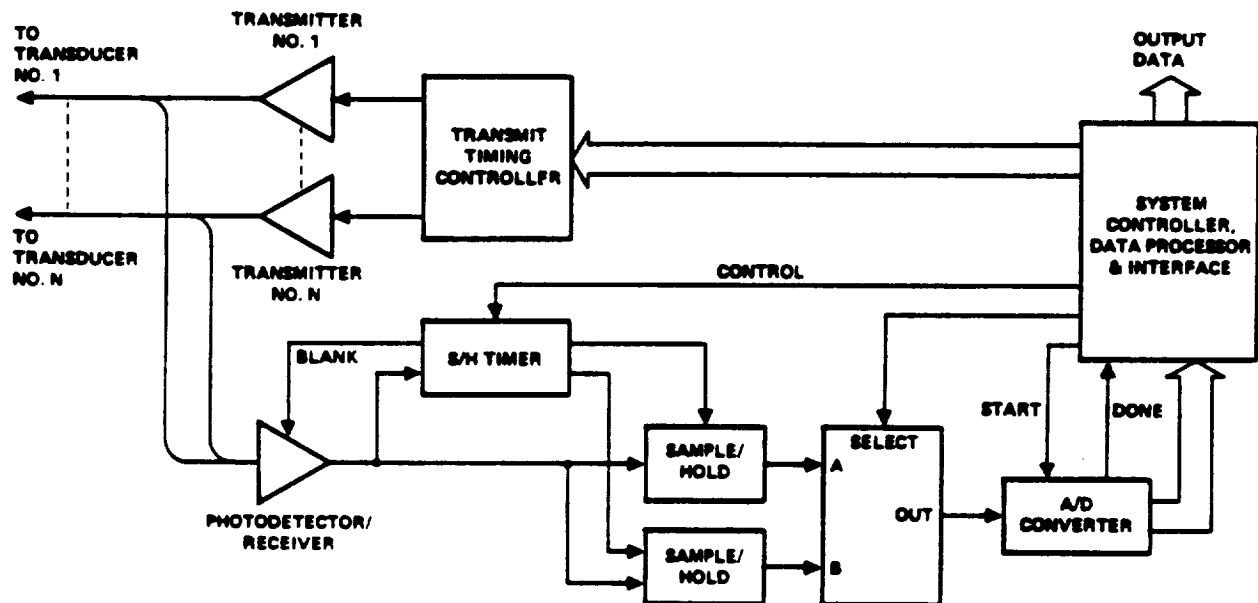 TO
TRANSDUCER
NO. 1
TRANSMITTER
NO. 1
TRANSMIT
TIMING
CONTROLLER
OUTPUT
DATA
SYSTEM
CONTROLLER,
DATA PROCESSOR
& INTERFACE
TO
TRANSDUCER
NO. N
TRANSMITTER
NO. N
CONTROL
BLANK
S/H TIMER
START
DONE
PHOTODETECTOR/
RECEIVER
SAMPLE/
HOLD
A
SELECT
OUT
A/D
CONVERTER
SAMPLE/
HOLD
B